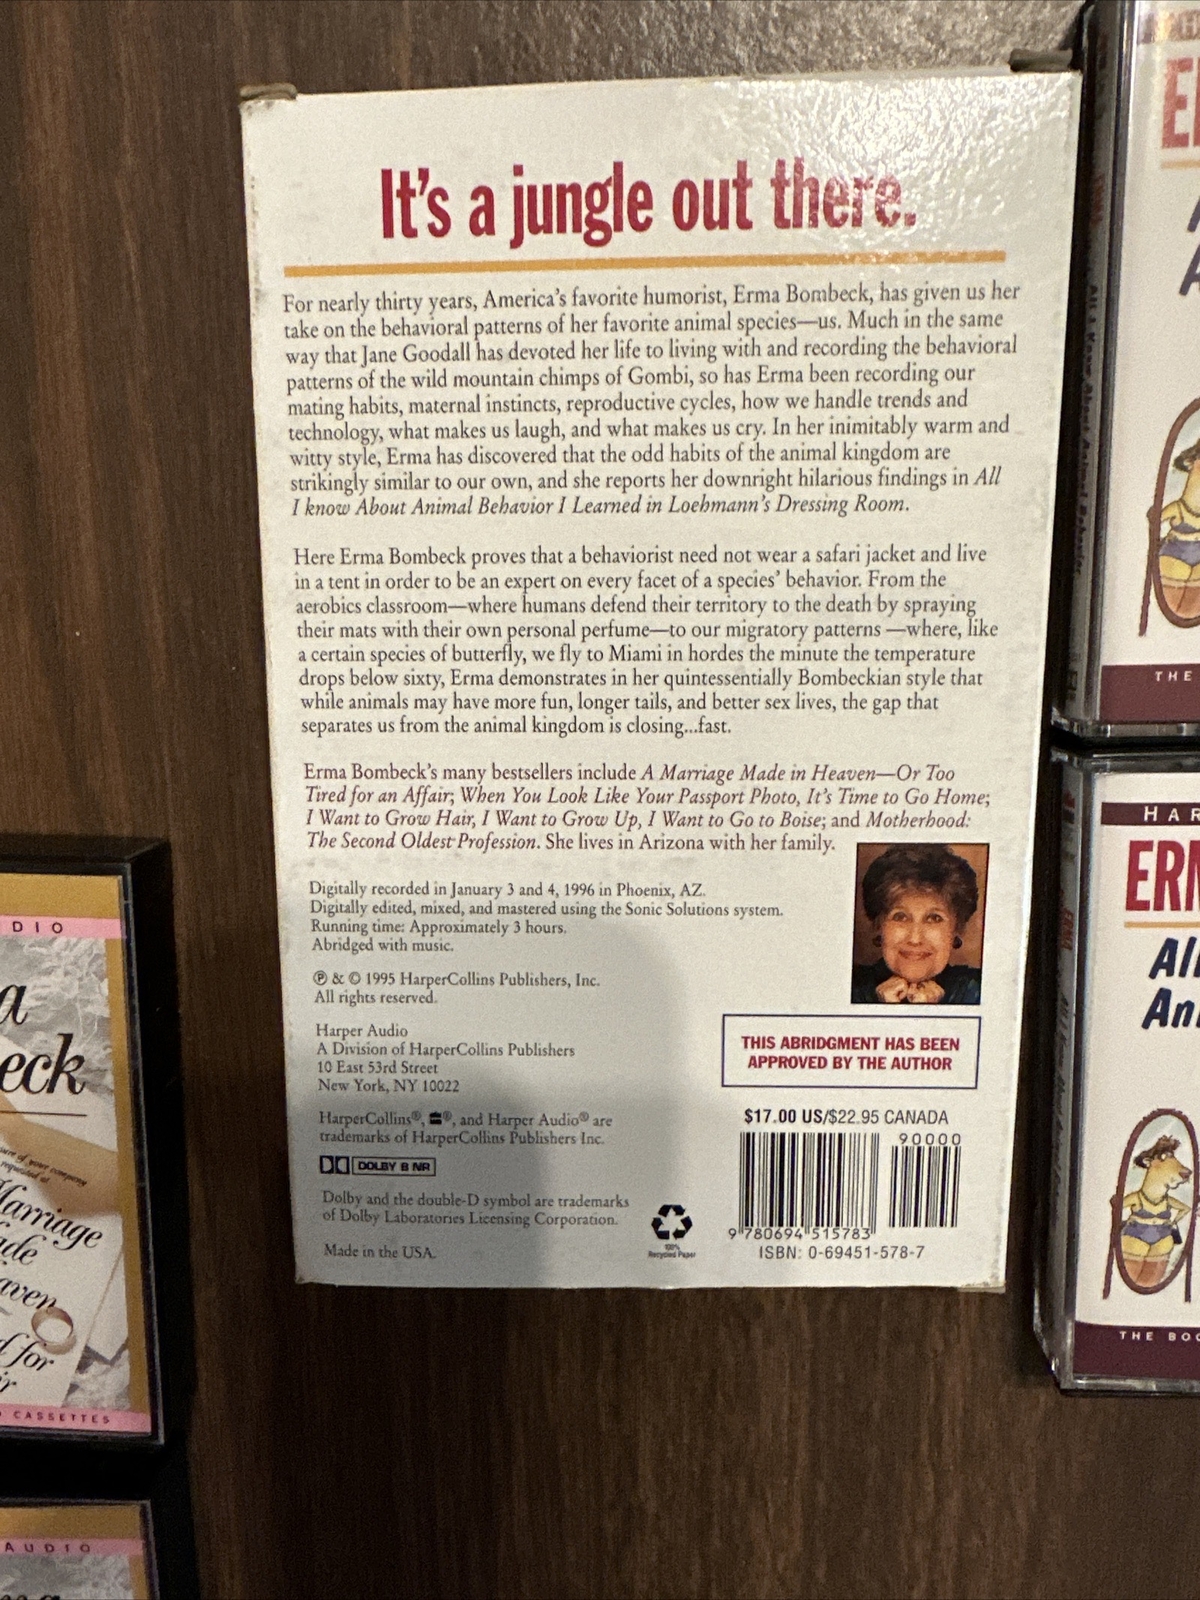 It's a jungle out there.
For nearly thirty years, America's favorite humorist, Erma Bombeck, has given us her
take on the behavioral patterns of her favorite animal species—us. Much in the same
way that Jane Goodall has devoted her life to living with and recording the behavioral
patterns of the wild mountain chimps of Gombi, so has Erma been recording our
mating habits, maternal instincts, reproductive cycles, how we handle trends and
technology, what makes us laugh, and what makes us cry. In her inimitably warm and
witty style, Erma has discovered that the odd habits of the animal kingdom are
strikingly similar to our own, and she reports her downright hilarious findings in All
I know About Animal Behavior I Learned in Loehmann's Dressing Room.
Here Erma Bombeck proves that a behaviorist need not wear a safari jacket and live
in a tent in order to be an expert on every facet of a species' behavior. From the
aerobics classroom—where humans defend their territory to the death by spraying
their mats with their own personal perfume—to our migratory patterns —where, like
a certain species of butterfly, we fly to Miami in hordes the minute the temperature
drops below sixty, Erma demonstrates in her quintessentially Bombeckian style that
while animals may have more fun, longer tails, and better sex lives, the gap that
separates us from the animal kingdom is closing...fast.
Erma Bombeck's many bestsellers include A Marriage Made in Heaven—Or Too
Tired for an Affair; When You Look Like Your Passport Photo, It's Time to Go Home;
I Want to Grow Hair, I Want to Grow Up, I Want to Go to Boise; and Motherhood:
The Second Oldest Profession. She lives in Arizona with her family.
Digitally recorded in January 3 and 4, 1996 in Phoenix, AZ.
Digitally edited, mixed, and mastered using the Sonic Solutions system.
Running time: Approximately 3 hours.
Abridged with music.
℗ & © 1995 HarperCollins Publishers, Inc.
All rights reserved.
Harper Audio
A Division of HarperCollins Publishers
10 East 53rd Street
New York, NY 10022
HarperCollins®, ®, and Harper Audio® are
trademarks of HarperCollins Publishers Inc.
DOLBY B NR
Dolby and the double-D symbol are trademarks
of Dolby Laboratories Licensing Corporation.
Made in the USA.
100%
Recycled Paper
THIS ABRIDGMENT HAS BEEN
APPROVED BY THE AUTHOR
$17.00 US/$22.95 CANADA
90000
9 780694 515783
ISBN: 0-69451-578-7
DIO
a
eck
Marriage
ade
aven
d for
ir
CASSETTES
AUDIO
THE
HAR
ERM
All
Ani
THE BOO